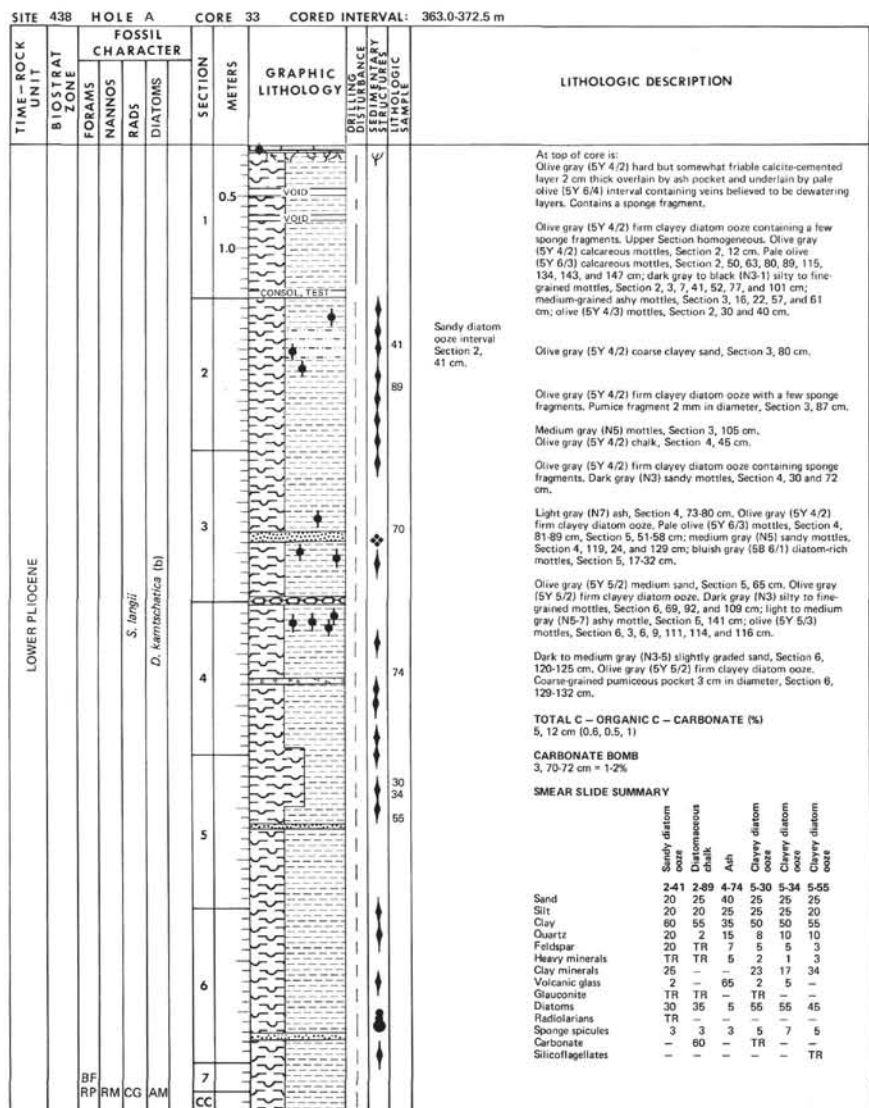 SITE 438 HOLE A CORE 33 CORED INTERVAL: 363.0-372.5 m
TIME-ROCK UNIT
BIOSTRAT ZONE
FOSSIL CHARACTER
FORAMS
NANNOS
RADS
DIATOMS
SECTION
METERS
GRAPHIC LITHOLOGY
DRILLING DISTURBANCE
SEDIMENTARY STRUCTURES
LITHOLOGIC SAMPLE
LITHOLOGIC DESCRIPTION
LOWER PLIOCENE
S. langii
D. kamtschatica (b)
BF
RP RM CG AM
1
0.5
1.0
2
3
4
5
6
7
CC
VOID
VOID
CONSOL. TEST
41
89
70
74
30
34
55
Sandy diatom
ooze interval
Section 2,
41 cm.
At top of core is:
Olive gray (5Y 4/2) hard but somewhat friable calcite-cemented
layer 2 cm thick overlain by ash pocket and underlain by pale
olive (5Y 6/4) interval containing veins believed to be dewatering
layers. Contains a sponge fragment.
Olive gray (5Y 4/2) firm clayey diatom ooze containing a few
sponge fragments. Upper Section homogeneous. Olive gray
(5Y 4/2) calcareous mottles, Section 2, 12 cm. Pale olive
(5Y 6/3) calcareous mottles, Section 2, 50, 63, 80, 89, 115,
134, 143, and 147 cm; dark gray to black (N3-1) silty to fine-
grained mottles, Section 2, 3, 7, 41, 52, 77, and 101 cm;
medium-grained ashy mottles, Section 3, 16, 22, 57, and 61
cm; olive (5Y 4/3) mottles, Section 2, 30 and 40 cm.
Olive gray (5Y 4/2) coarse clayey sand, Section 3, 80 cm.
Olive gray (5Y 4/2) firm clayey diatom ooze with a few sponge
fragments. Pumice fragment 2 mm in diameter, Section 3, 87 cm.
Medium gray (N5) mottles, Section 3, 105 cm.
Olive gray (5Y 4/2) chalk, Section 4, 45 cm.
Olive gray (5Y 4/2) firm clayey diatom ooze containing sponge
fragments. Dark gray (N3) sandy mottles, Section 4, 30 and 72
cm.
Light gray (N7) ash, Section 4, 73-80 cm. Olive gray (5Y 4/2)
firm clayey diatom ooze. Pale olive (5Y 6/3) mottles, Section 4,
81-89 cm, Section 5, 51-58 cm; medium gray (N5) sandy mottles,
Section 4, 119, 24, and 129 cm; bluish gray (5B 6/1) diatom-rich
mottles, Section 5, 17-32 cm.
Olive gray (5Y 5/2) medium sand, Section 5, 65 cm. Olive gray
(5Y 5/2) firm clayey diatom ooze. Dark gray (N3) silty to fine-
grained mottles, Section 6, 69, 92, and 109 cm; light to medium
gray (N5-7) ashy mottle, Section 5, 141 cm; olive (5Y 5/3)
mottles, Section 6, 3, 6, 9, 111, 114, and 116 cm.
Dark to medium gray (N3-5) slightly graded sand, Section 6,
120-125 cm. Olive gray (5Y 5/2) firm clayey diatom ooze.
Coarse-grained pumiceous pocket 3 cm in diameter, Section 6,
129-132 cm.
TOTAL C – ORGANIC C – CARBONATE (%)
5, 12 cm (0.6, 0.5, 1)
CARBONATE BOMB
3, 70-72 cm = 1-2%
SMEAR SLIDE SUMMARY
Sandy diatom ooze
Diatomaceous chalk
Ash
Clayey diatom ooze
Clayey diatom ooze
Clayey diatom ooze
2-41 2-89 4-74 5-30 5-34 5-55
Sand 20 25 40 25 25 25
Silt 20 20 25 25 25 20
Clay 60 55 35 50 50 55
Quartz 20 2 15 8 10 10
Feldspar 20 TR 7 5 5 3
Heavy minerals TR TR 5 2 1 3
Clay minerals 25 – – 23 17 34
Volcanic glass 2 – 65 2 5 –
Glauconite TR TR – TR – –
Diatoms 30 35 5 55 55 45
Radiolarians TR – – – – –
Sponge spicules 3 3 3 5 7 5
Carbonate – 60 – TR – –
Silicoflagellates – – – – – TR